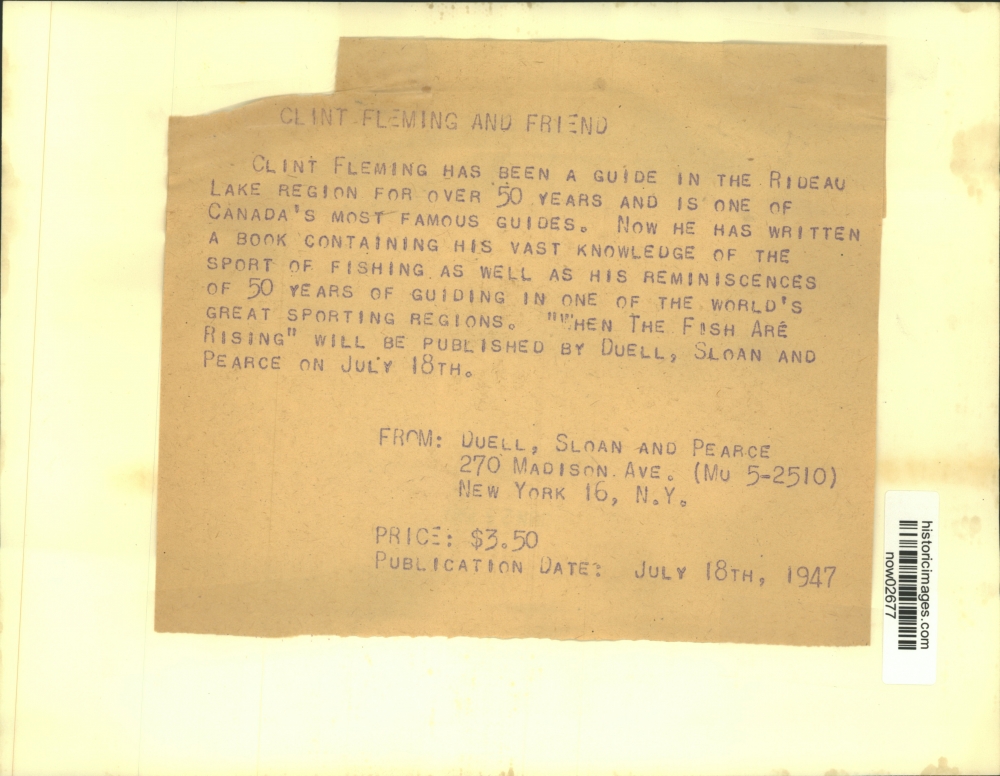 CLINT FLEMING AND FRIEND
CLINT FLEMING HAS BEEN A GUIDE IN THE RIDEAU
LAKE REGION FOR OVER 50 YEARS AND IS ONE OF
CANADA'S MOST FAMOUS GUIDES. NOW HE HAS WRITTEN
A BOOK CONTAINING HIS VAST KNOWLEDGE OF THE
SPORT OF FISHING AS WELL AS HIS REMINISCENCES
OF 50 YEARS OF GUIDING IN ONE OF THE WORLD'S
GREAT SPORTING REGIONS. "WHEN THE FISH ARE
RISING" WILL BE PUBLISHED BY DUELL, SLOAN AND
PEARCE ON JULY 18TH.
FROM: DUELL, SLOAN AND PEARCE
270 MADISON AVE. (MU 5-2510)
NEW YORK 16, N.Y.
PRICE: $3.50
PUBLICATION DATE: JULY 18TH, 1947
historicimages.com
now02677